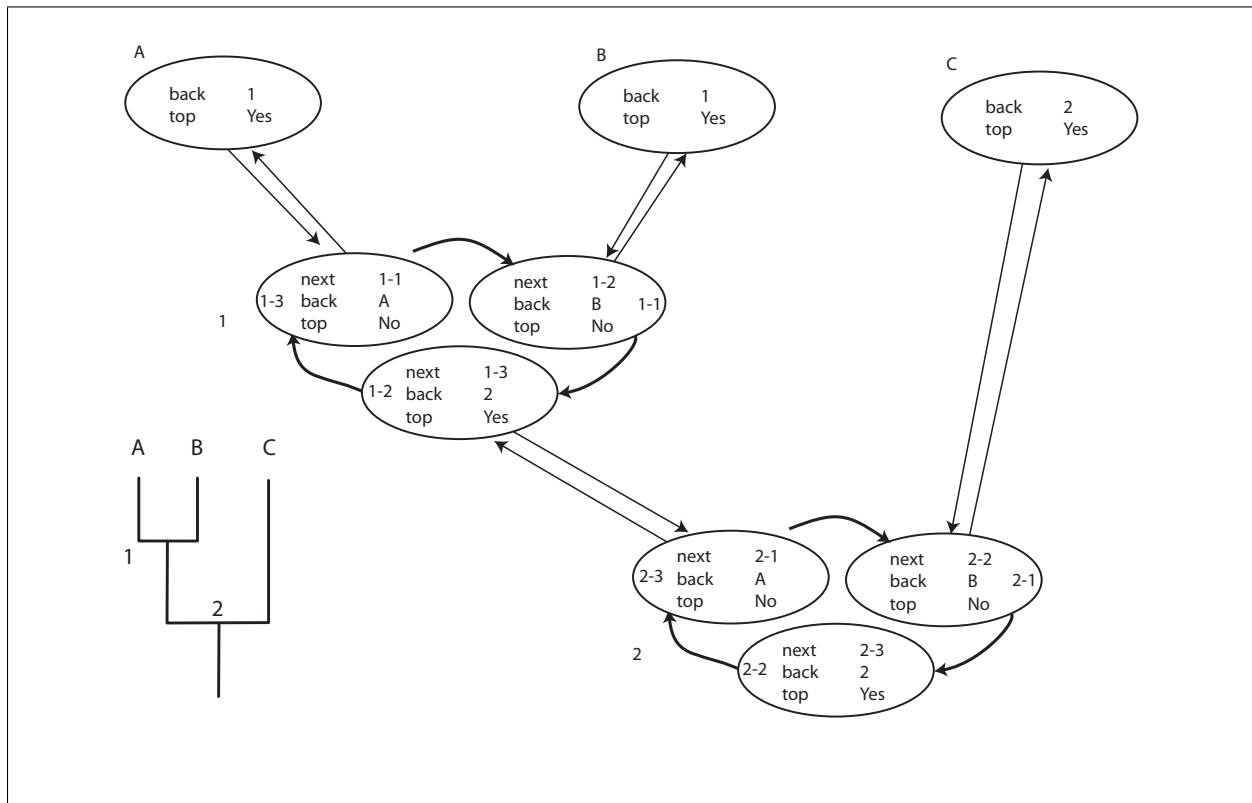 A
back 1
top Yes
B
back 1
top Yes
C
back 2
top Yes
1
1-3
next 1-1
back A
top No
next 1-2
back B
top No
1-1
1-2
next 1-3
back 2
top Yes
A B C
1
2
2
2-3
next 2-1
back A
top No
next 2-2
back B
top No
2-1
2-2
next 2-3
back 2
top Yes